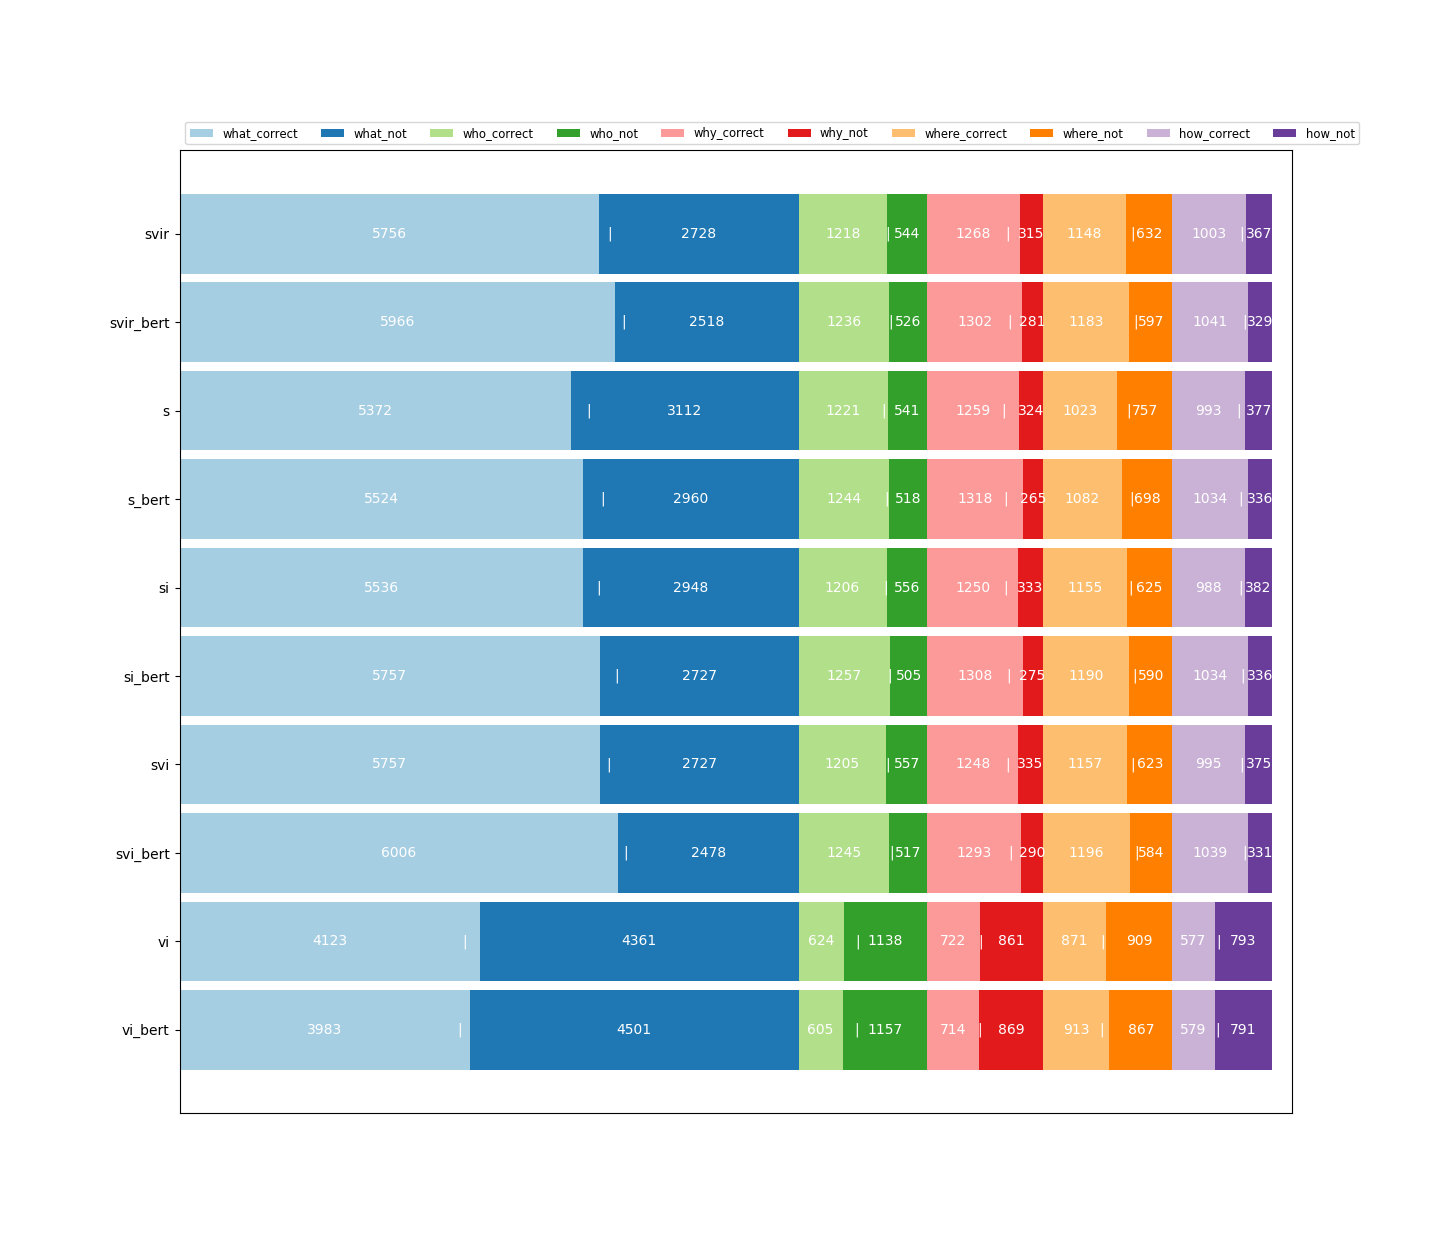 what_correct what_not who_correct who_not why_correct why_not where_correct where_not how_correct how_not
svir 5756 | 2728 1218 | 544 1268 | 315 1148 | 632 1003 | 367
svir_bert 5966 | 2518 1236 | 526 1302 | 281 1183 | 597 1041 | 329
s 5372 | 3112 1221 | 541 1259 | 324 1023 | 757 993 | 377
s_bert 5524 | 2960 1244 | 518 1318 | 265 1082 | 698 1034 | 336
si 5536 | 2948 1206 | 556 1250 | 333 1155 | 625 988 | 382
si_bert 5757 | 2727 1257 | 505 1308 | 275 1190 | 590 1034 | 336
svi 5757 | 2727 1205 | 557 1248 | 335 1157 | 623 995 | 375
svi_bert 6006 | 2478 1245 | 517 1293 | 290 1196 | 584 1039 | 331
vi 4123 | 4361 624 | 1138 722 | 861 871 | 909 577 | 793
vi_bert 3983 | 4501 605 | 1157 714 | 869 913 | 867 579 | 791